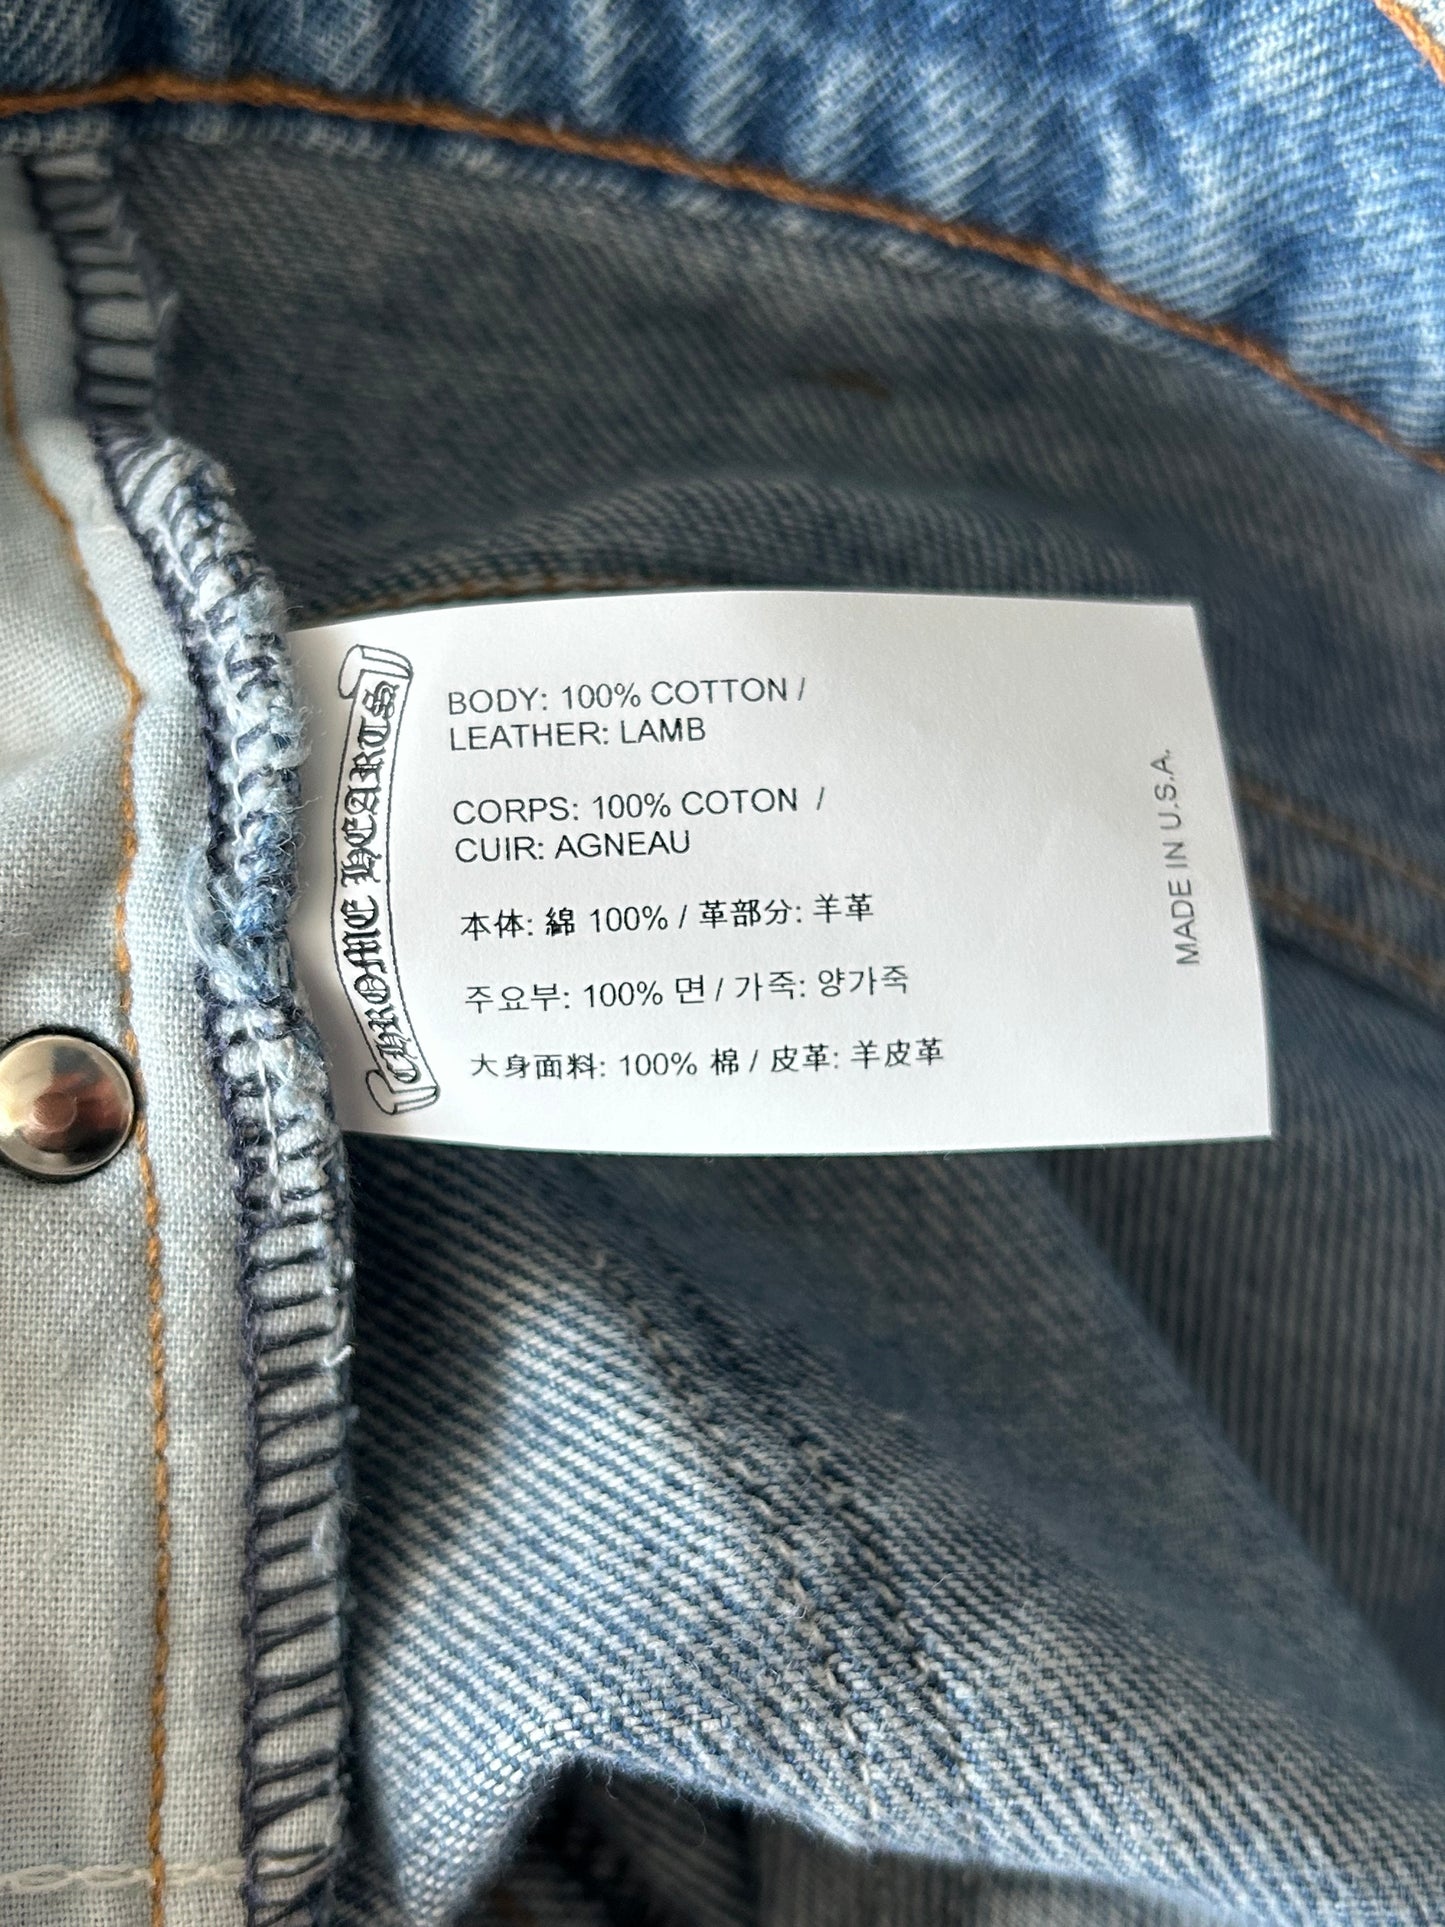 CHROME HEARTS
BODY: 100% COTTON /
LEATHER: LAMB
CORPS: 100% COTON /
CUIR: AGNEAU
本体: 綿 100% / 革部分: 羊革
주요부: 100% 면 / 가죽: 양가죽
大身面料: 100% 棉 / 皮革: 羊皮革
MADE IN U.S.A.